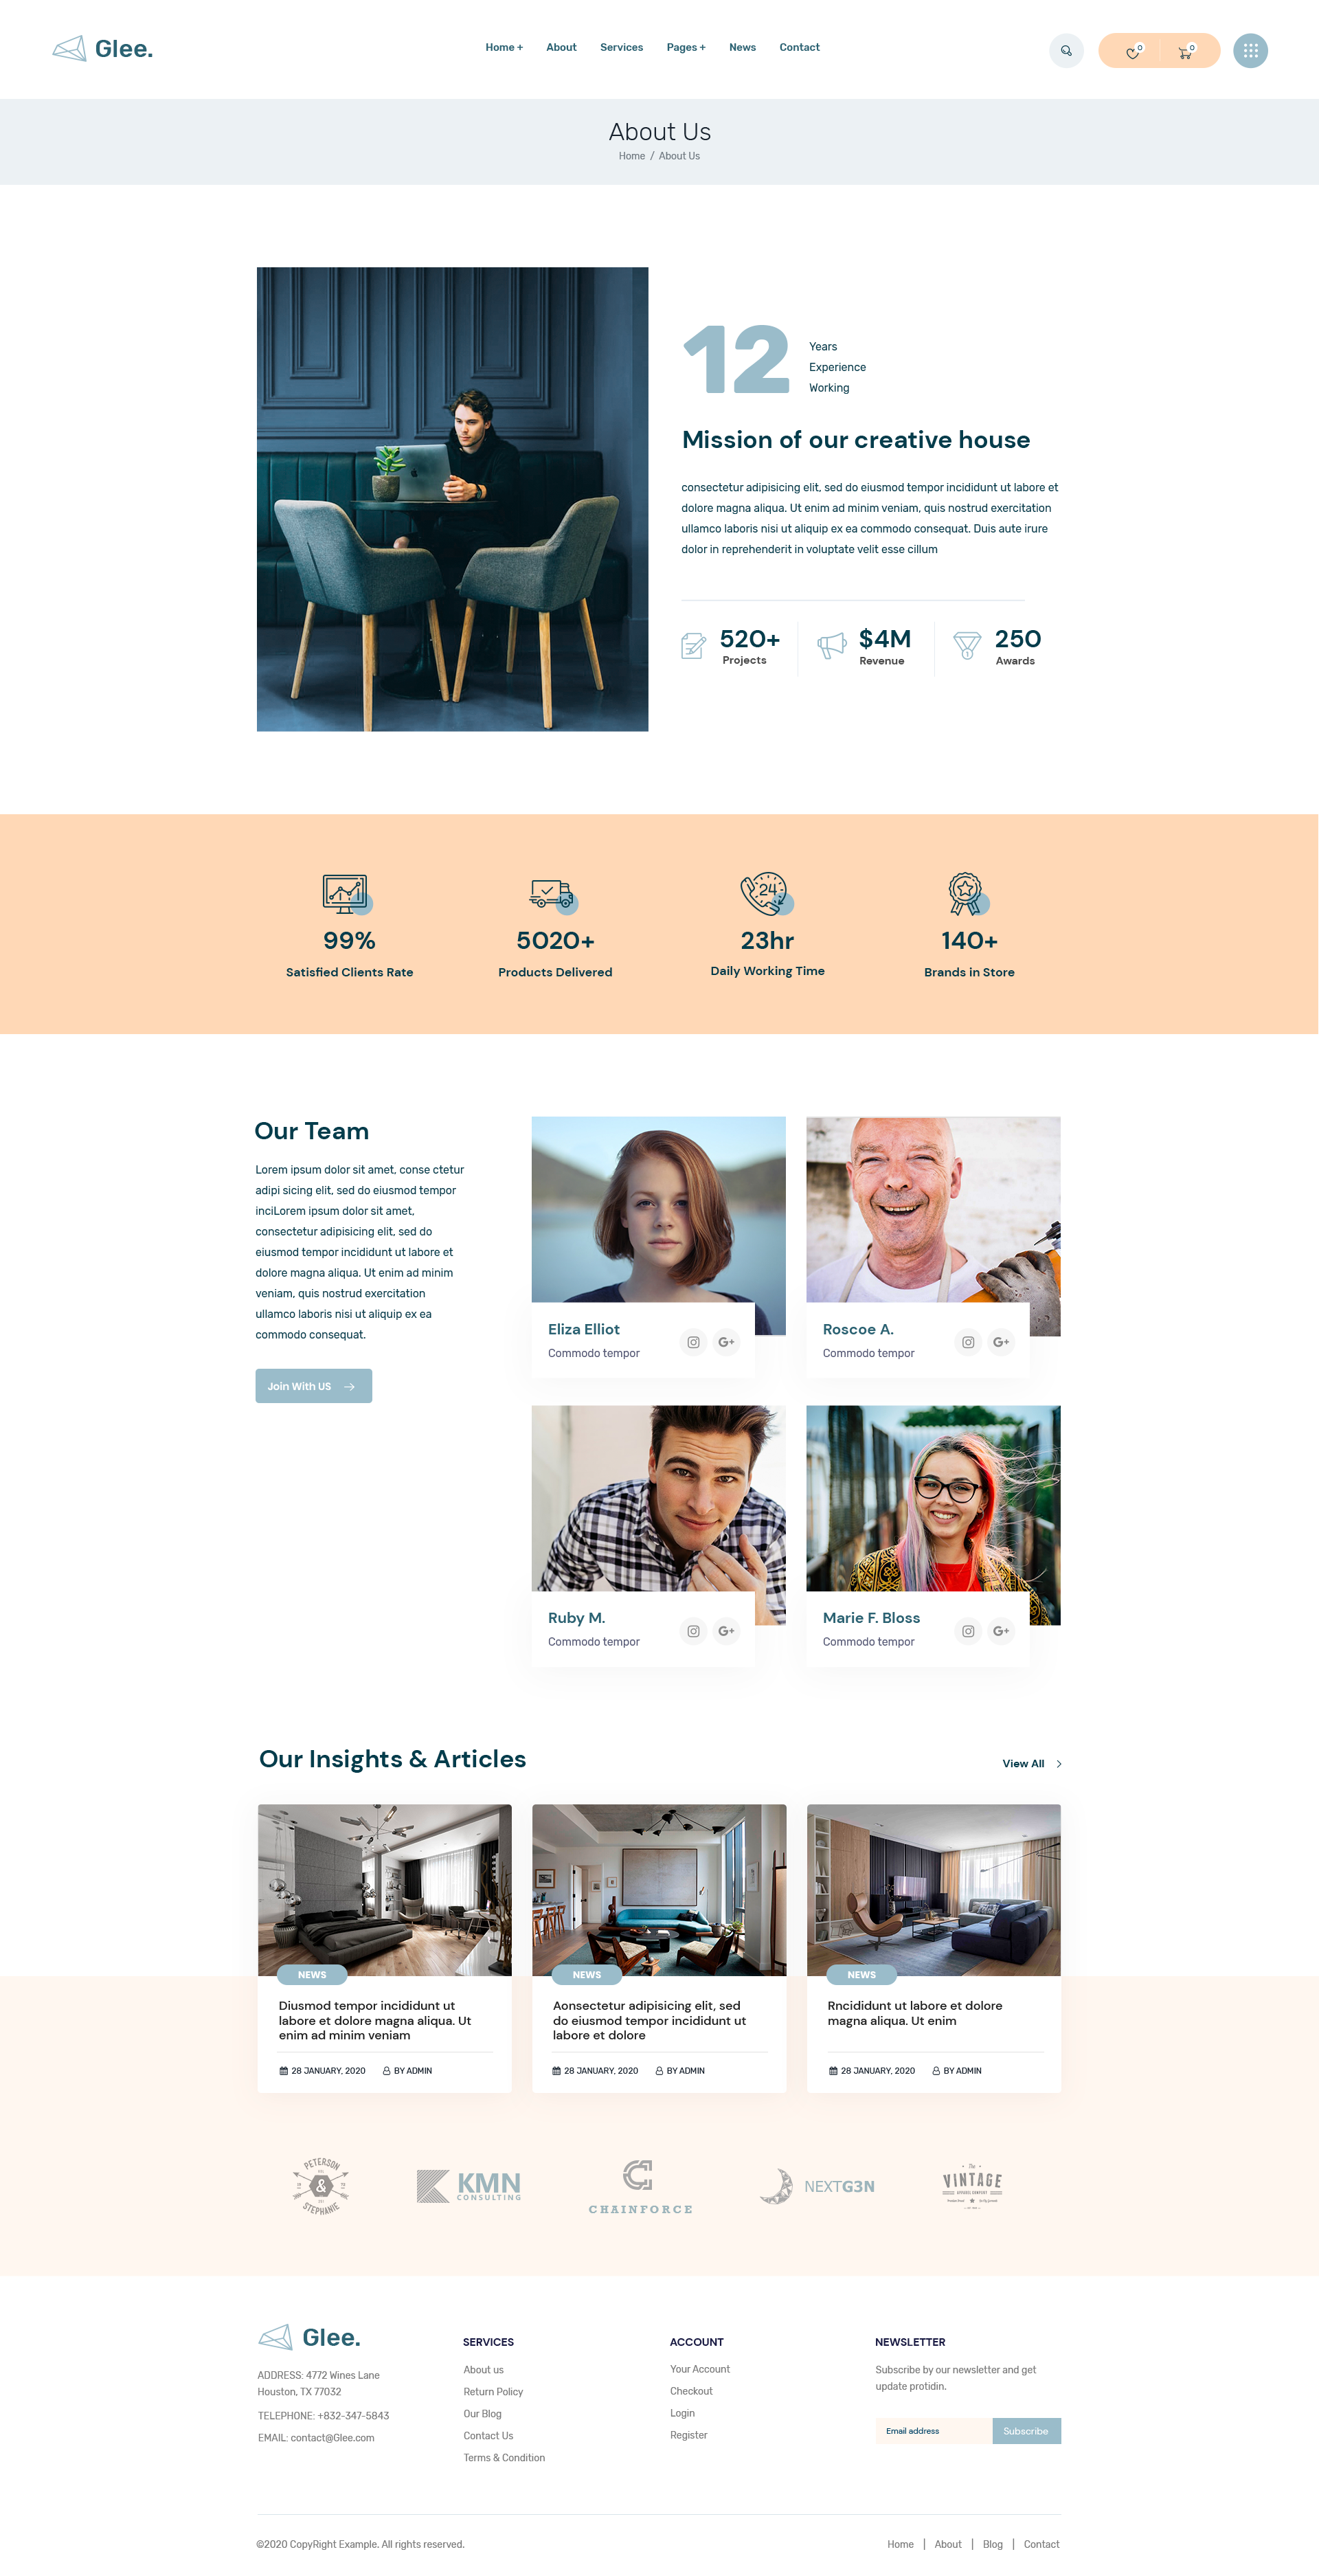 Glee.
Home + About Services Pages + News Contact
0 0
About Us
Home / About Us
12
Years
Experience
Working
Mission of our creative house
consectetur adipisicing elit, sed do eiusmod tempor incididunt ut labore et
dolore magna aliqua. Ut enim ad minim veniam, quis nostrud exercitation
ullamco laboris nisi ut aliquip ex ea commodo consequat. Duis aute irure
dolor in reprehenderit in voluptate velit esse cillum
520+
Projects
$4M
Revenue
250
Awards
24
99%
Satisfied Clients Rate
5020+
Products Delivered
23hr
Daily Working Time
140+
Brands in Store
Our Team
Lorem ipsum dolor sit amet, conse ctetur
adipi sicing elit, sed do eiusmod tempor
inciLorem ipsum dolor sit amet,
consectetur adipisicing elit, sed do
eiusmod tempor incididunt ut labore et
dolore magna aliqua. Ut enim ad minim
veniam, quis nostrud exercitation
ullamco laboris nisi ut aliquip ex ea
commodo consequat.
Join With US
Eliza Elliot
Commodo tempor
G+
Roscoe A.
Commodo tempor
G+
Ruby M.
Commodo tempor
G+
Marie F. Bloss
Commodo tempor
G+
Our Insights & Articles
View All
NEWS
Diusmod tempor incididunt ut
labore et dolore magna aliqua. Ut
enim ad minim veniam
28 JANUARY, 2020 BY ADMIN
NEWS
Aonsectetur adipisicing elit, sed
do eiusmod tempor incididunt ut
labore et dolore
28 JANUARY, 2020 BY ADMIN
NEWS
Rncididunt ut labore et dolore
magna aliqua. Ut enim
28 JANUARY, 2020 BY ADMIN
PETERSON
&
STEPHANIE
KMN
CONSULTING
CHAINFORCE
NEXTG3N
The
VINTAGE
Glee.
ADDRESS: 4772 Wines Lane
Houston, TX 77032
TELEPHONE: +832-347-5843
EMAIL: contact@Glee.com
SERVICES
About us
Return Policy
Our Blog
Contact Us
Terms & Condition
ACCOUNT
Your Account
Checkout
Login
Register
NEWSLETTER
Subscribe by our newsletter and get
update protidin.
Email address
Subscribe
©2020 CopyRight Example. All rights reserved.
Home | About | Blog | Contact